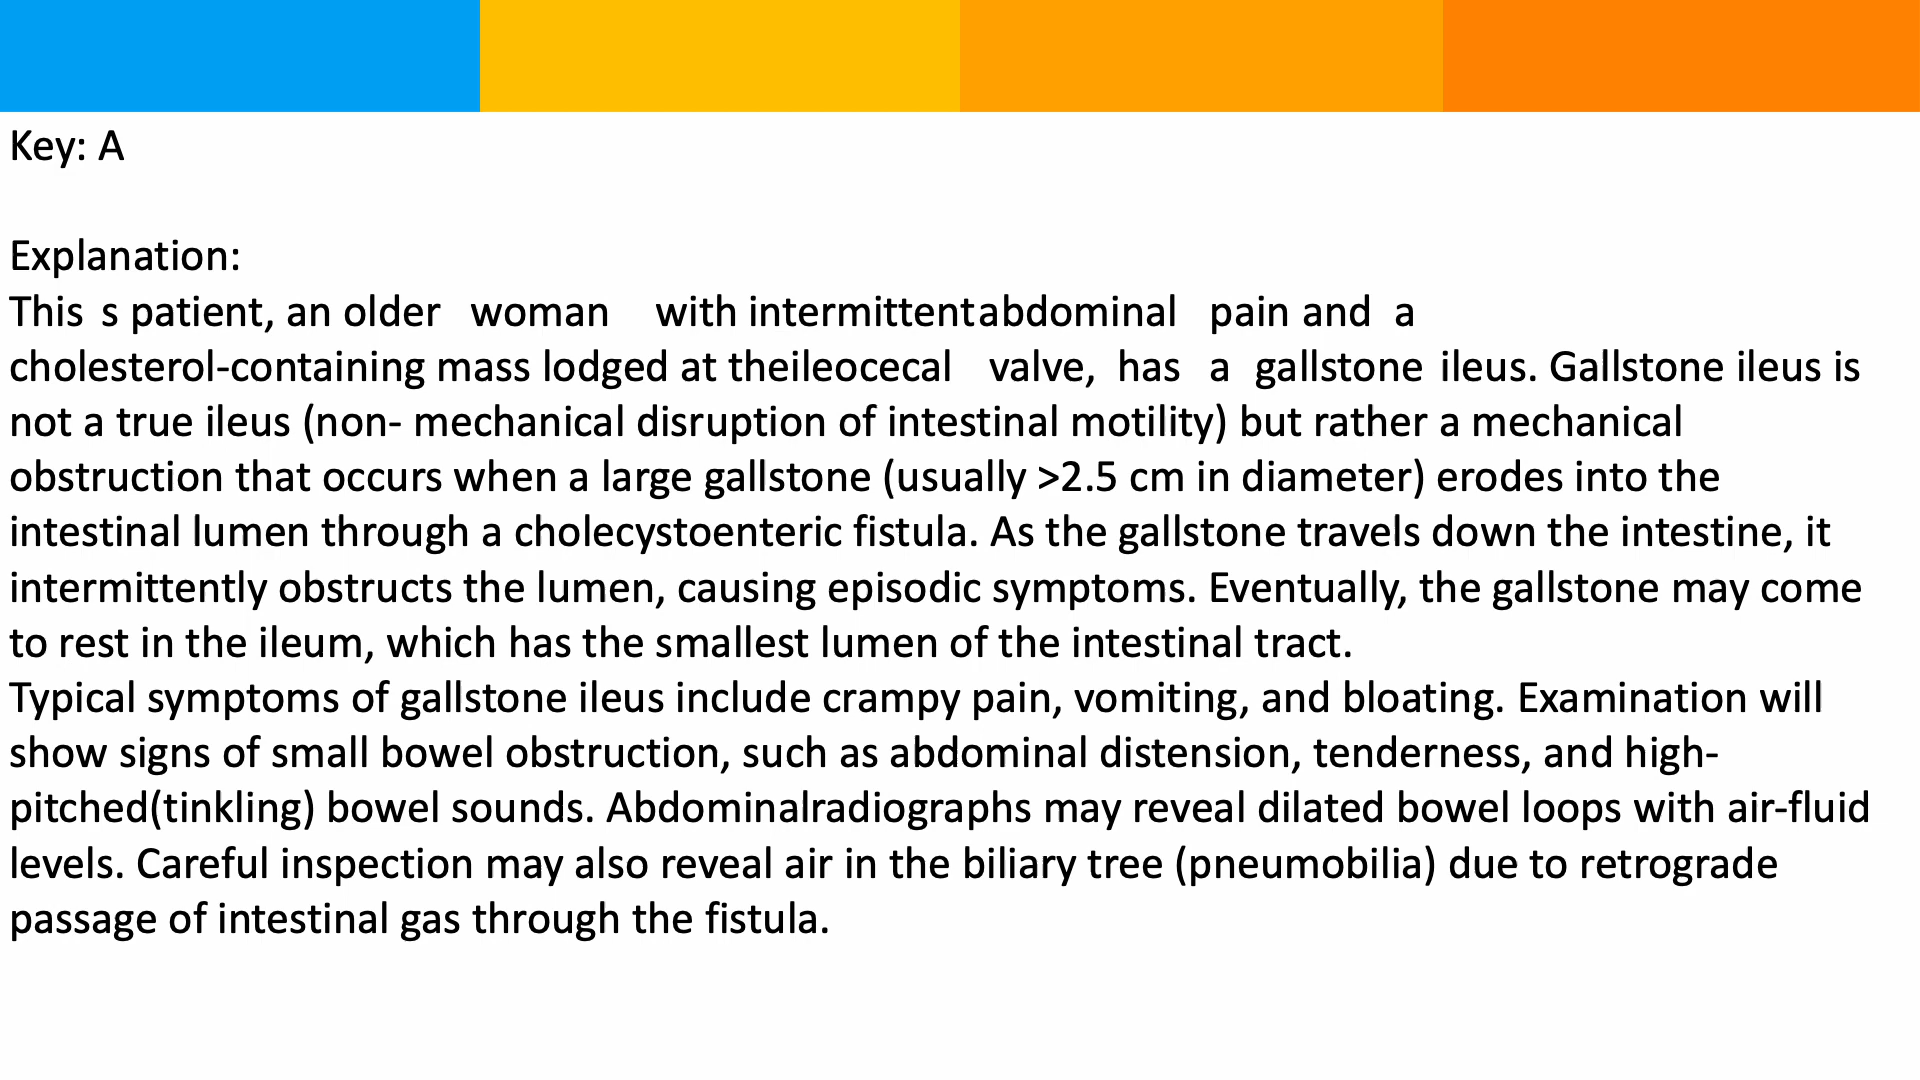 Key: A
Explanation:
This s patient, an older woman with intermittentabdominal pain and a
cholesterol-containing mass lodged at theileocecal valve, has a gallstone ileus. Gallstone ileus is
not a true ileus (non- mechanical disruption of intestinal motility) but rather a mechanical
obstruction that occurs when a large gallstone (usually >2.5 cm in diameter) erodes into the
intestinal lumen through a cholecystoenteric fistula. As the gallstone travels down the intestine, it
intermittently obstructs the lumen, causing episodic symptoms. Eventually, the gallstone may come
to rest in the ileum, which has the smallest lumen of the intestinal tract.
Typical symptoms of gallstone ileus include crampy pain, vomiting, and bloating. Examination will
show signs of small bowel obstruction, such as abdominal distension, tenderness, and high-
pitched(tinkling) bowel sounds. Abdominalradiographs may reveal dilated bowel loops with air-fluid
levels. Careful inspection may also reveal air in the biliary tree (pneumobilia) due to retrograde
passage of intestinal gas through the fistula.